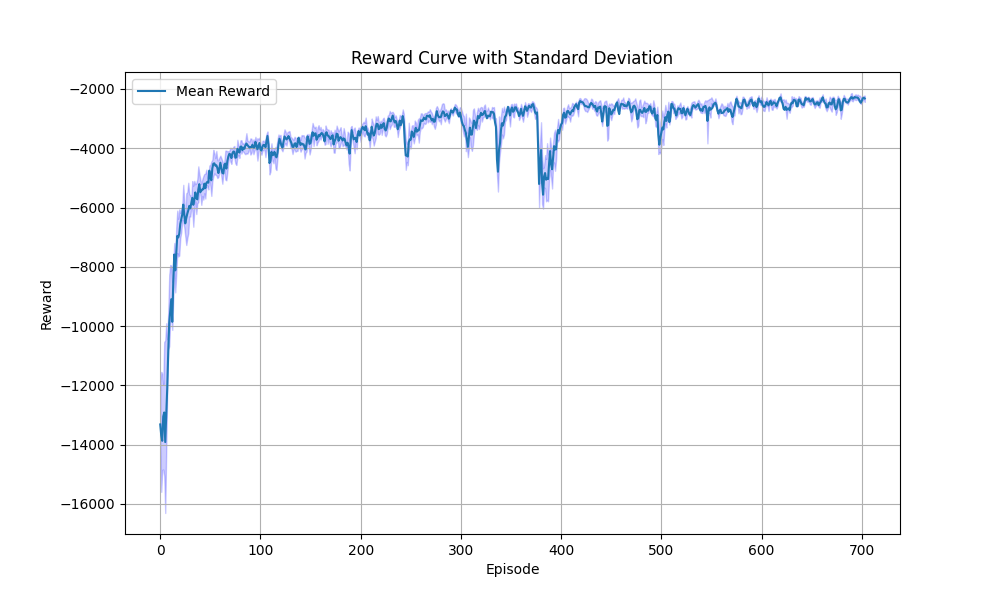 Reward Curve with Standard Deviation
Mean Reward
Reward
−2000
−4000
−6000
−8000
−10000
−12000
−14000
−16000
0 100 200 300 400 500 600 700
Episode